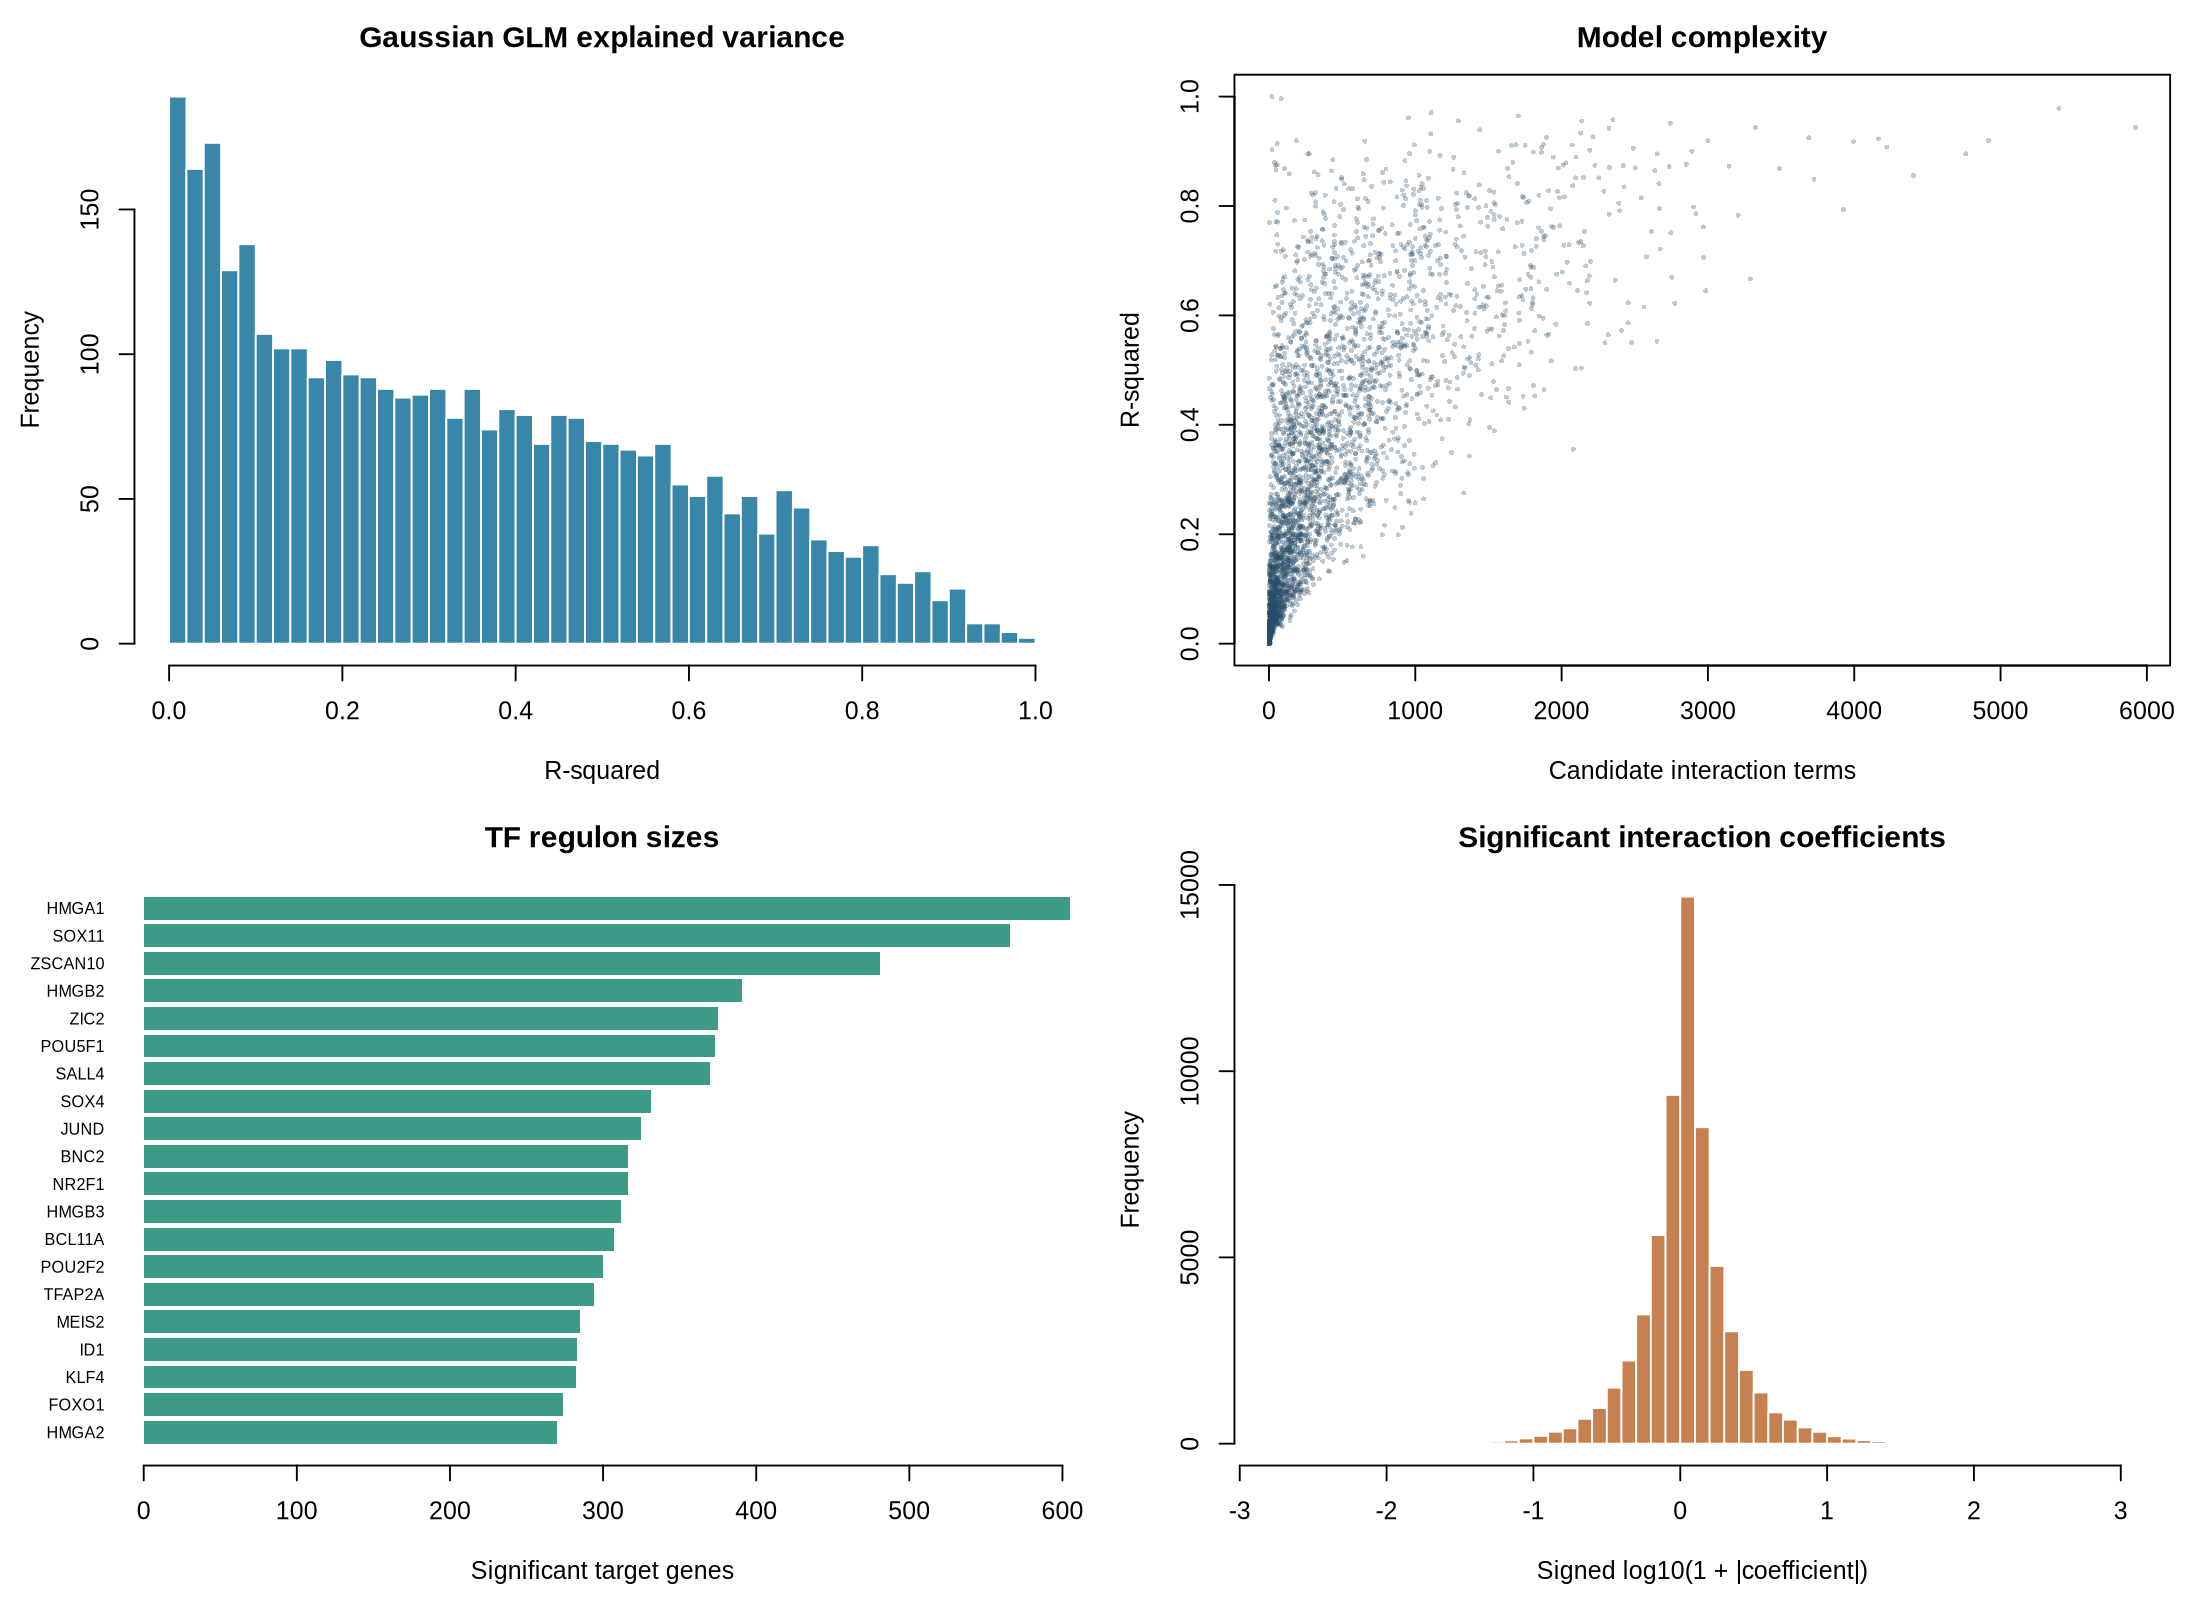 Gaussian GLM explained variance
Frequency
0
50
100
150
0.0 0.2 0.4 0.6 0.8 1.0
R-squared
Model complexity
R-squared
0.0
0.2
0.4
0.6
0.8
1.0
0 1000 2000 3000 4000 5000 6000
Candidate interaction terms
TF regulon sizes
HMGA1
SOX11
ZSCAN10
HMGB2
ZIC2
POU5F1
SALL4
SOX4
JUND
BNC2
NR2F1
HMGB3
BCL11A
POU2F2
TFAP2A
MEIS2
ID1
KLF4
FOXO1
HMGA2
0 100 200 300 400 500 600
Significant target genes
Significant interaction coefficients
Frequency
0
5000
10000
15000
-3 -2 -1 0 1 2 3
Signed log10(1 + |coefficient|)